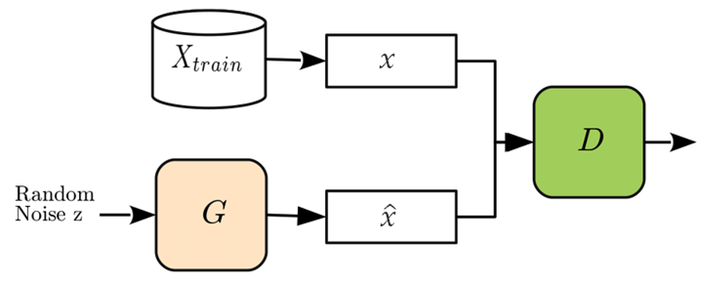 X_train
x
D
Random
Noise z
G
x̂